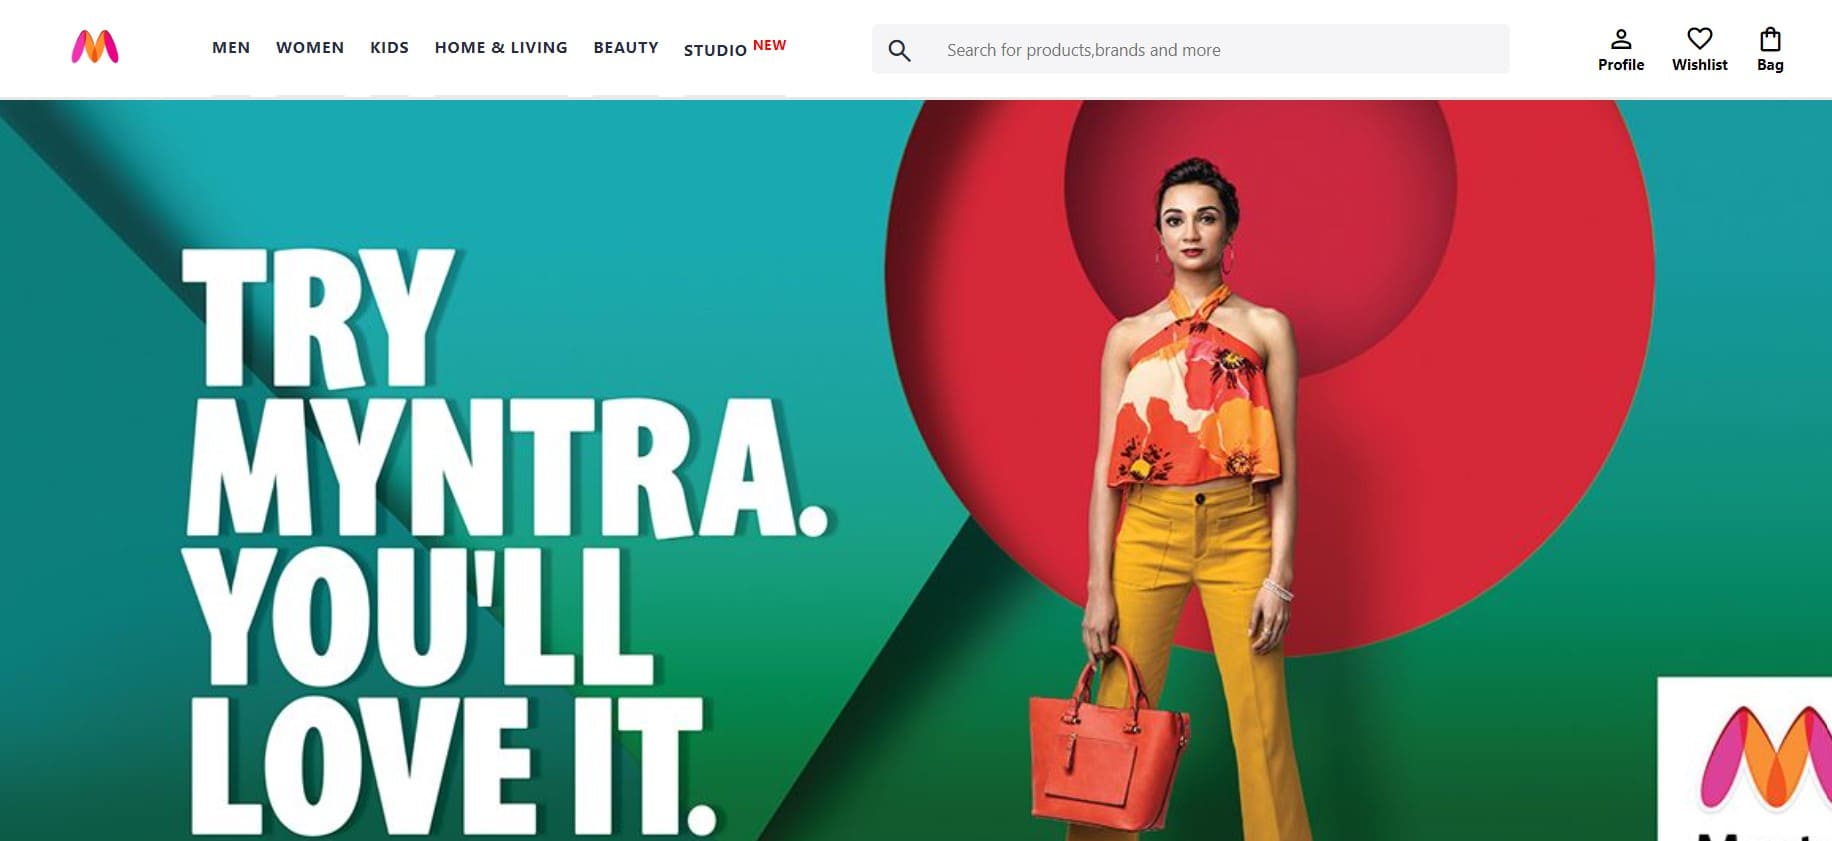 MEN WOMEN KIDS HOME & LIVING BEAUTY STUDIO NEW
Search for products,brands and more
Profile Wishlist Bag
TRY
MYNTRA.
YOU'LL
LOVE IT.